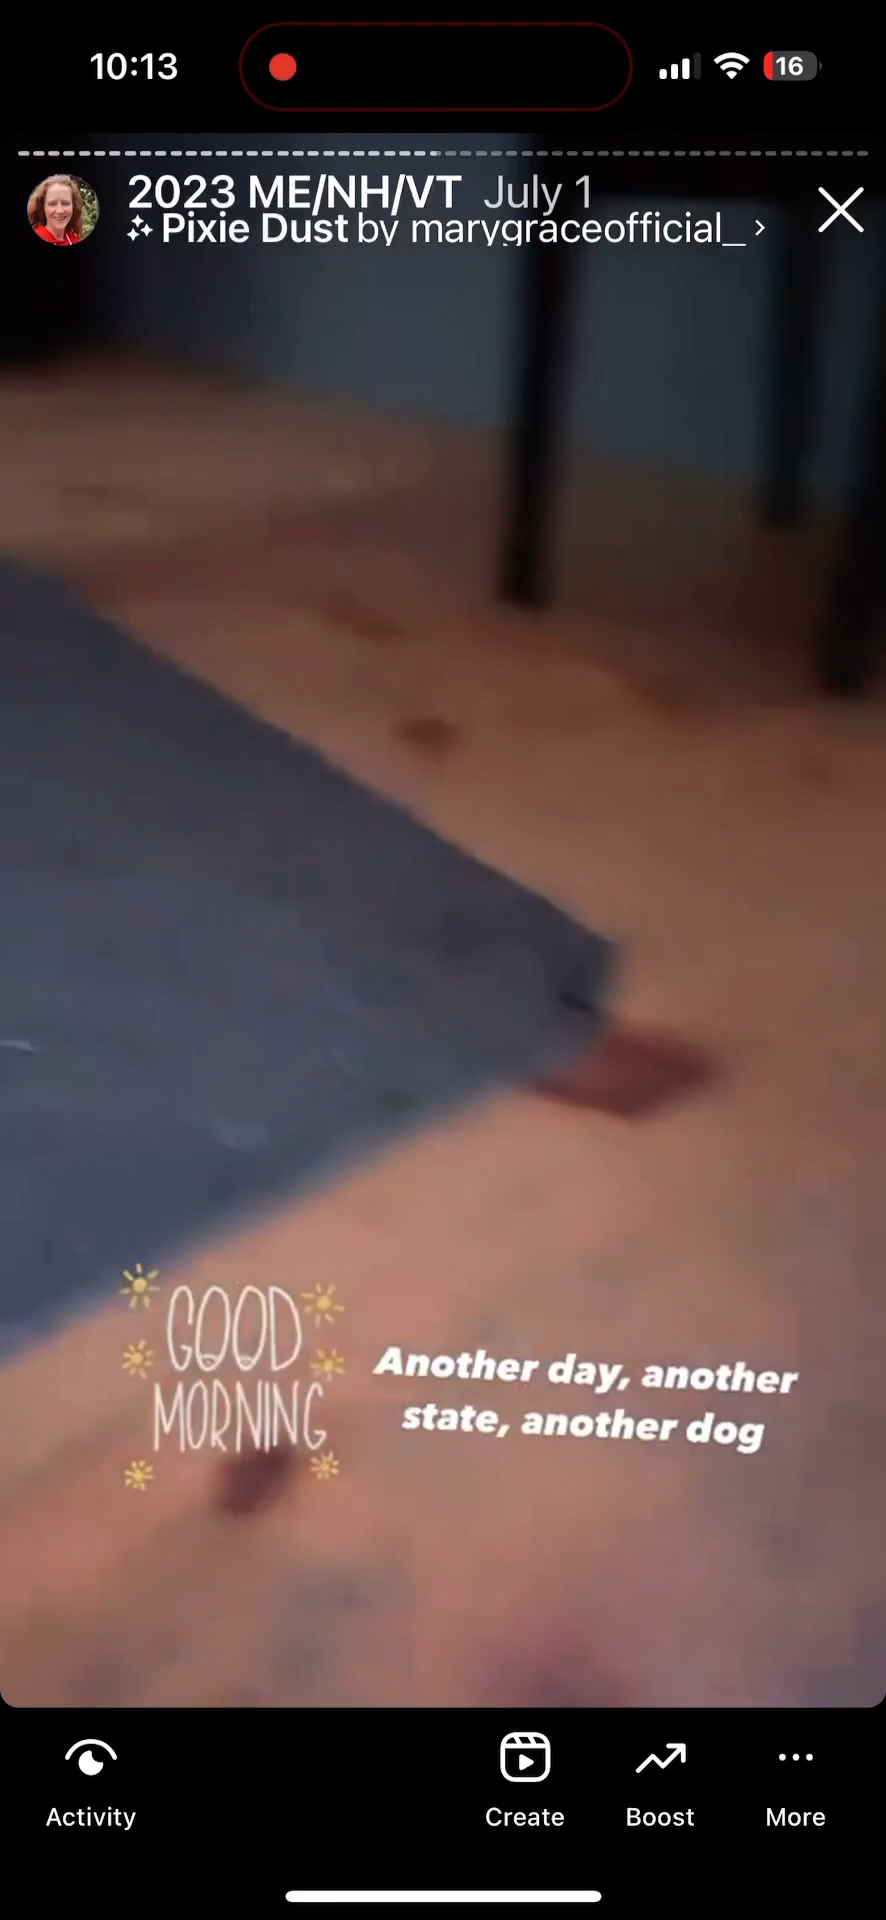 10:13
16
2023 ME/NH/VT July 1
Pixie Dust by marygraceofficial_ >
GOOD
MORNING
Another day, another
state, another dog
Activity
Create
Boost
More